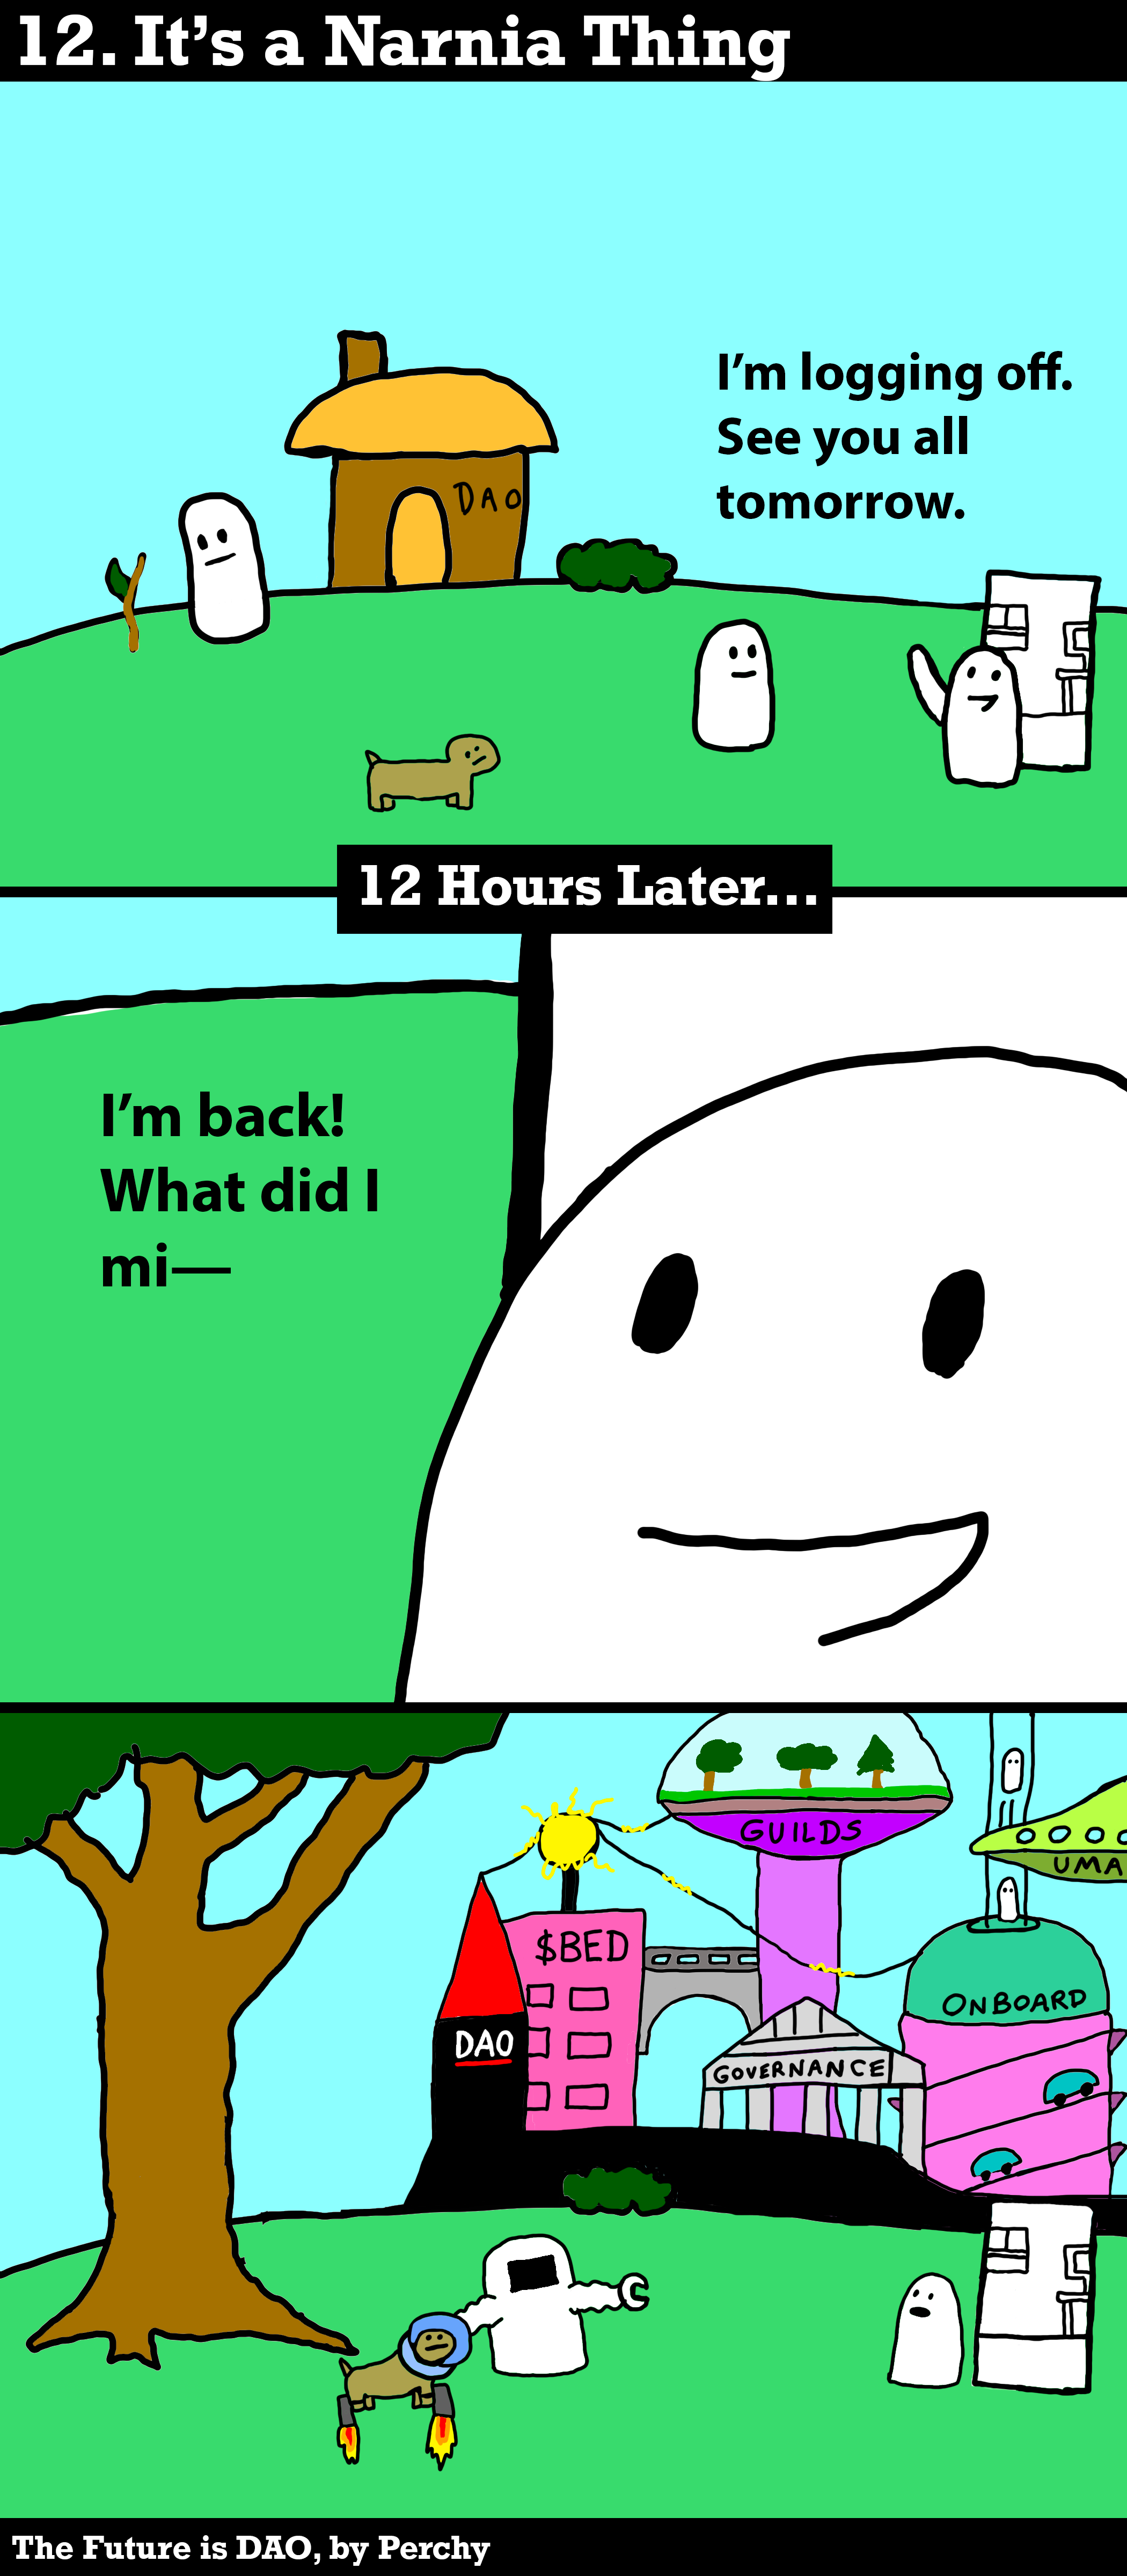 12. It’s a Narnia Thing
I’m logging off.
See you all
tomorrow.
DAO
12 Hours Later...
I’m back!
What did I
mi—
GUILDS
UMA
$BED
ONBOARD
DAO
GOVERNANCE
The Future is DAO, by Perchy